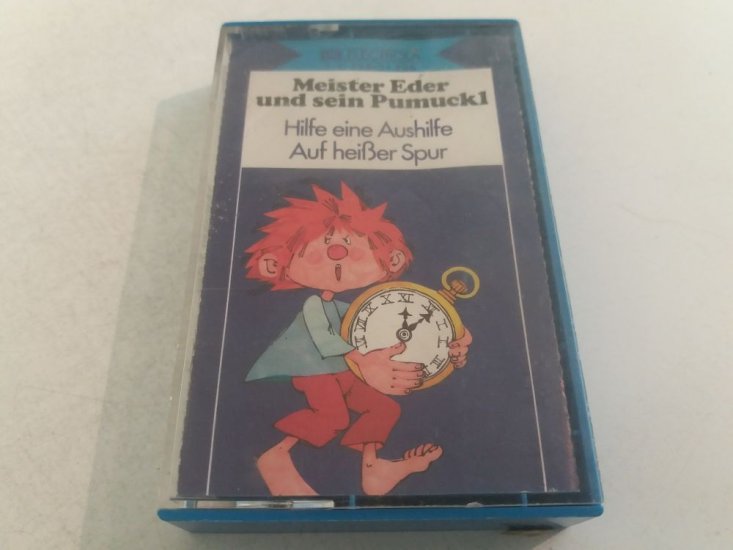 Meister Eder
und sein Pumuckl
Hilfe eine Aushilfe
Auf heißer Spur